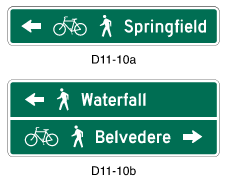 Springfield
D11-10a
Waterfall
Belvedere
D11-10b